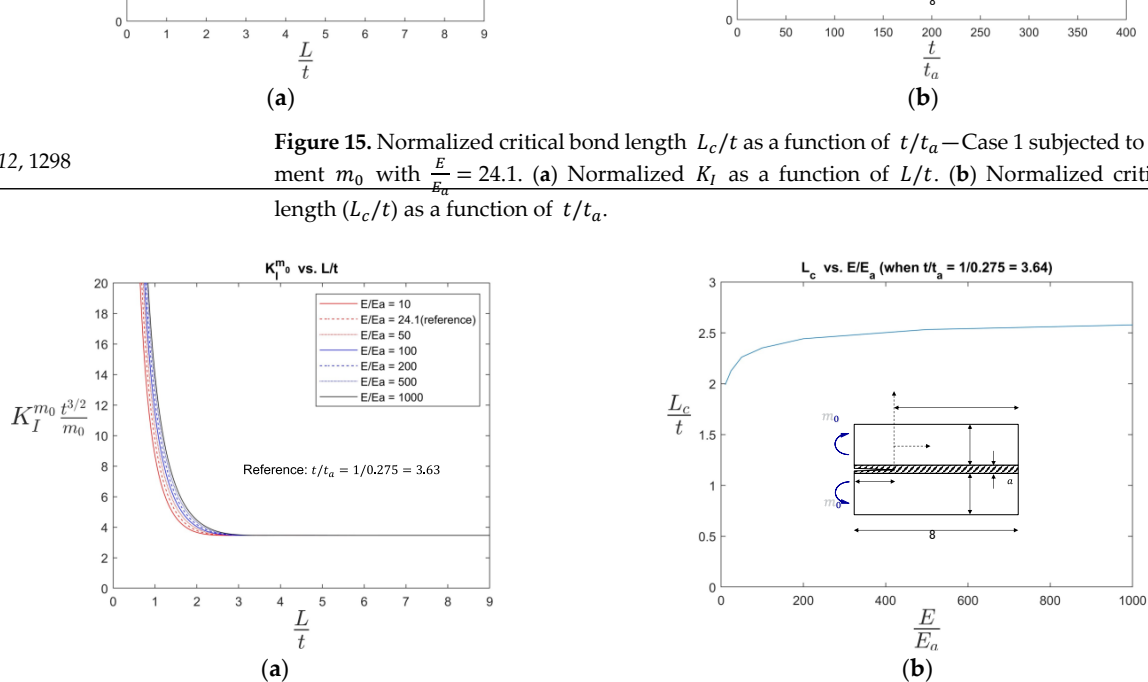 0
0 1 2 3 4 5 6 7 8 9
L
t
(a)
8
0
0 50 100 150 200 250 300 350 400
t
t_a
(b)
12, 1298
Figure 15. Normalized critical bond length L_c/t as a function of t/t_a—Case 1 subjected to
ment m_0 with E/E_a = 24.1. (a) Normalized K_I as a function of L/t. (b) Normalized criti
length (L_c/t) as a function of t/t_a.
K_I^{m_0} vs. L/t
20
18
16
14
12
10
8
6
4
2
0
E/Ea = 10
E/Ea = 24.1(reference)
E/Ea = 50
E/Ea = 100
E/Ea = 200
E/Ea = 500
E/Ea = 1000
K_I^{m_0} t^{3/2}/m_0
Reference: t/t_a = 1/0.275 = 3.63
0 1 2 3 4 5 6 7 8 9
L
t
(a)
L_c vs. E/E_a (when t/t_a = 1/0.275 = 3.64)
3
2.5
2
1.5
1
0.5
0
L_c
t
m_0
m_0
a
8
0 200 400 600 800 1000
E
E_a
(b)